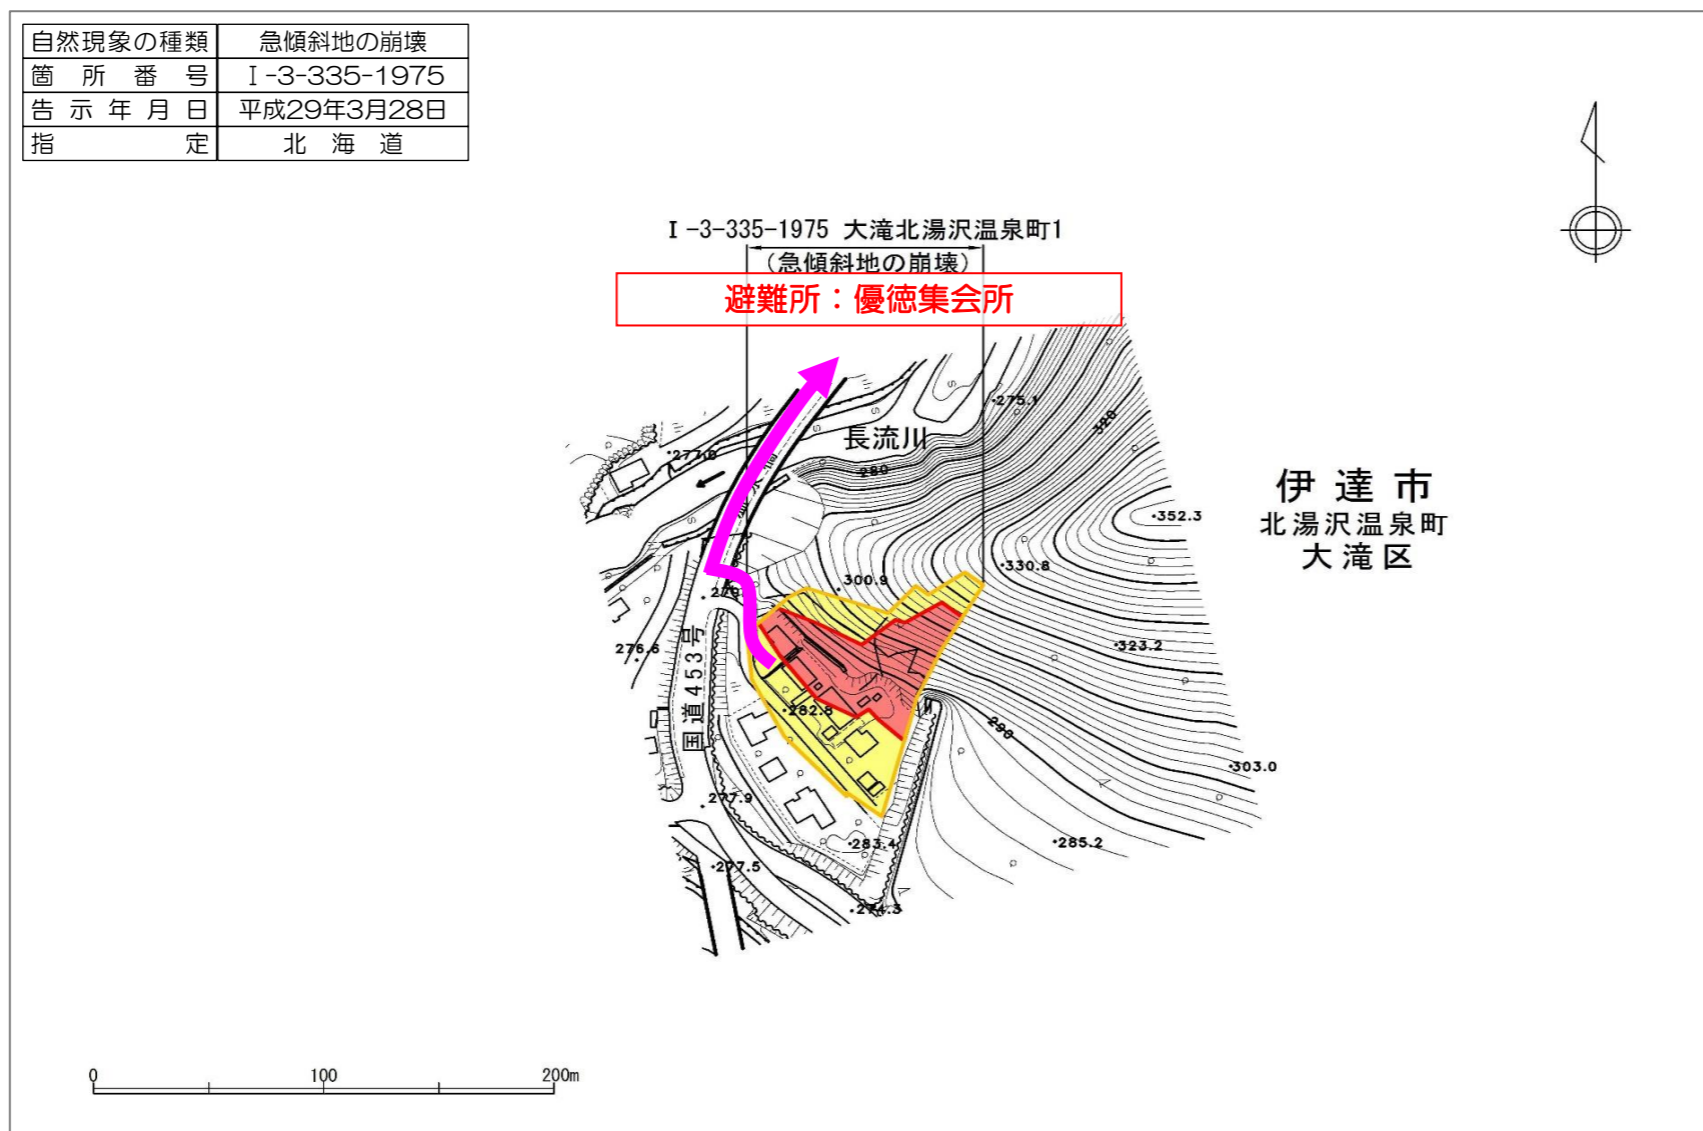 自然現象の種類 急傾斜地の崩壊
箇所番号 Ⅰ-3-335-1975
告示年月日 平成29年3月28日
指定 北海道
Ⅰ-3-335-1975 大滝北湯沢温泉町1
(急傾斜地の崩壊)
避難所:優徳集会所
275.1
320
長流川
277.0
280
伊達市
352.3
北湯沢温泉町
大滝区
330.8
300.9
276.6
国道453号
323.2
282.8
290
303.0
277.9
283.4
285.2
277.5
274.3
0 100 200m